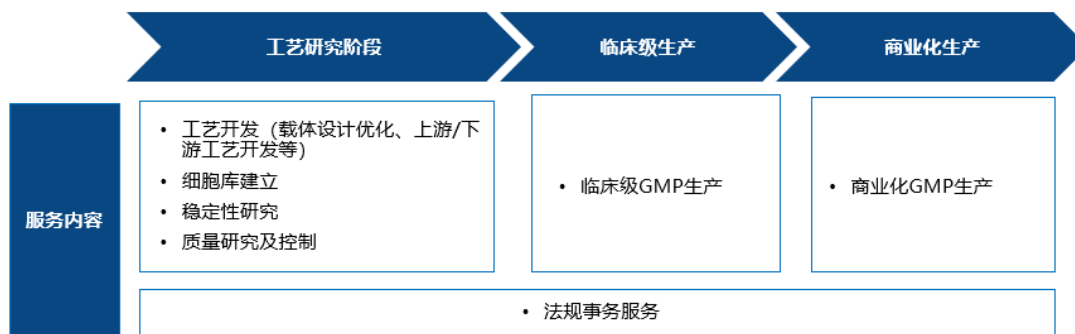 工艺研究阶段
临床级生产
商业化生产
服务内容
• 工艺开发（载体设计优化、上游/下
游工艺开发等）
• 细胞库建立
• 稳定性研究
• 质量研究及控制
• 临床级GMP生产
• 商业化GMP生产
• 法规事务服务